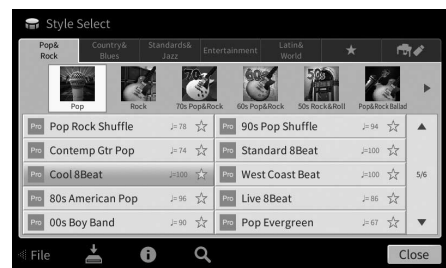 Style Select
Pop& Rock Country& Blues Standards& Jazz Entertainment Latin& World
Pop Rock 70s Pop&Rock 60s Pop&Rock 50s Rock&Roll Pop&Rock Ballad
Pro Pop Rock Shuffle ♩= 78 Pro 90s Pop Shuffle ♩= 94
Pro Contemp Gtr Pop ♩= 74 Pro Standard 8Beat ♩=100
Pro Cool 8Beat ♩=100 Pro West Coast Beat ♩=100 5/6
Pro 80s American Pop ♩= 96 Pro Live 8Beat ♩= 86
Pro 00s Boy Band ♩= 90 Pro Pop Evergreen ♩= 67
File Close